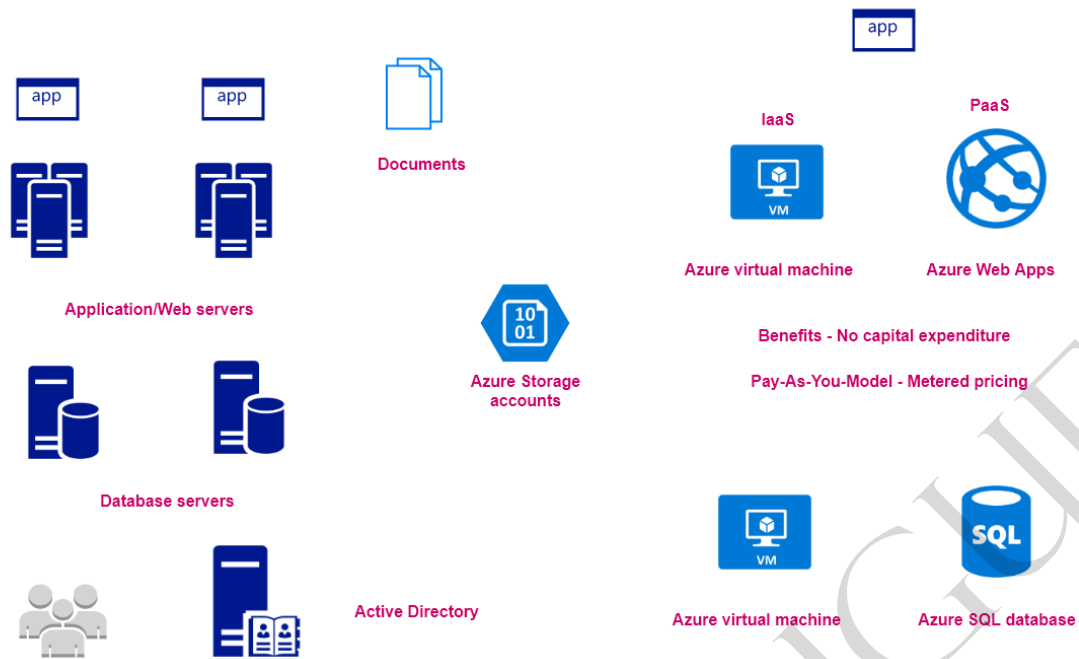 app
app
app
Documents
IaaS
PaaS
VM
Azure virtual machine
Azure Web Apps
Application/Web servers
10
01
Azure Storage
accounts
Benefits - No capital expenditure
Pay-As-You-Model - Metered pricing
Database servers
VM
SQL
Active Directory
Azure virtual machine
Azure SQL database